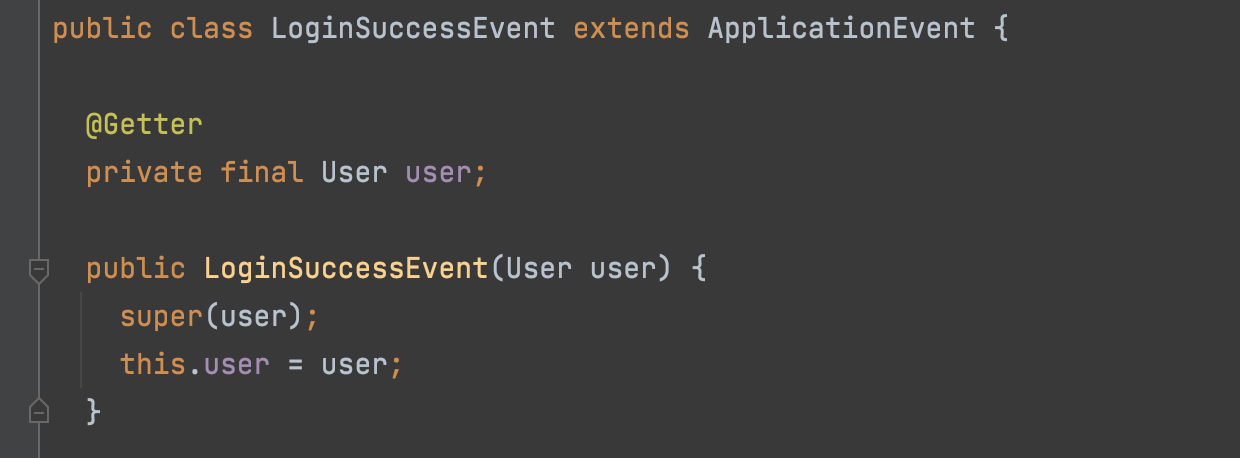 public class LoginSuccessEvent extends ApplicationEvent {
@Getter
private final User user;
public LoginSuccessEvent(User user) {
super(user);
this.user = user;
}